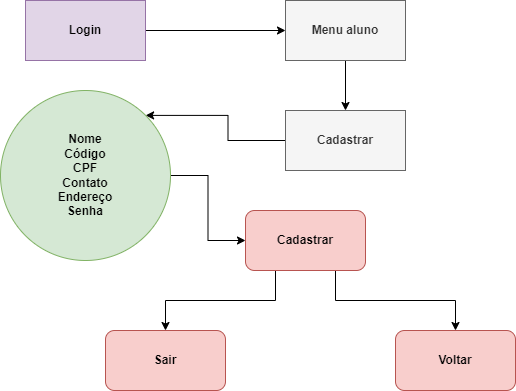 Login
Menu aluno
Cadastrar
Nome
Código
CPF
Contato
Endereço
Senha
Cadastrar
Sair
Voltar